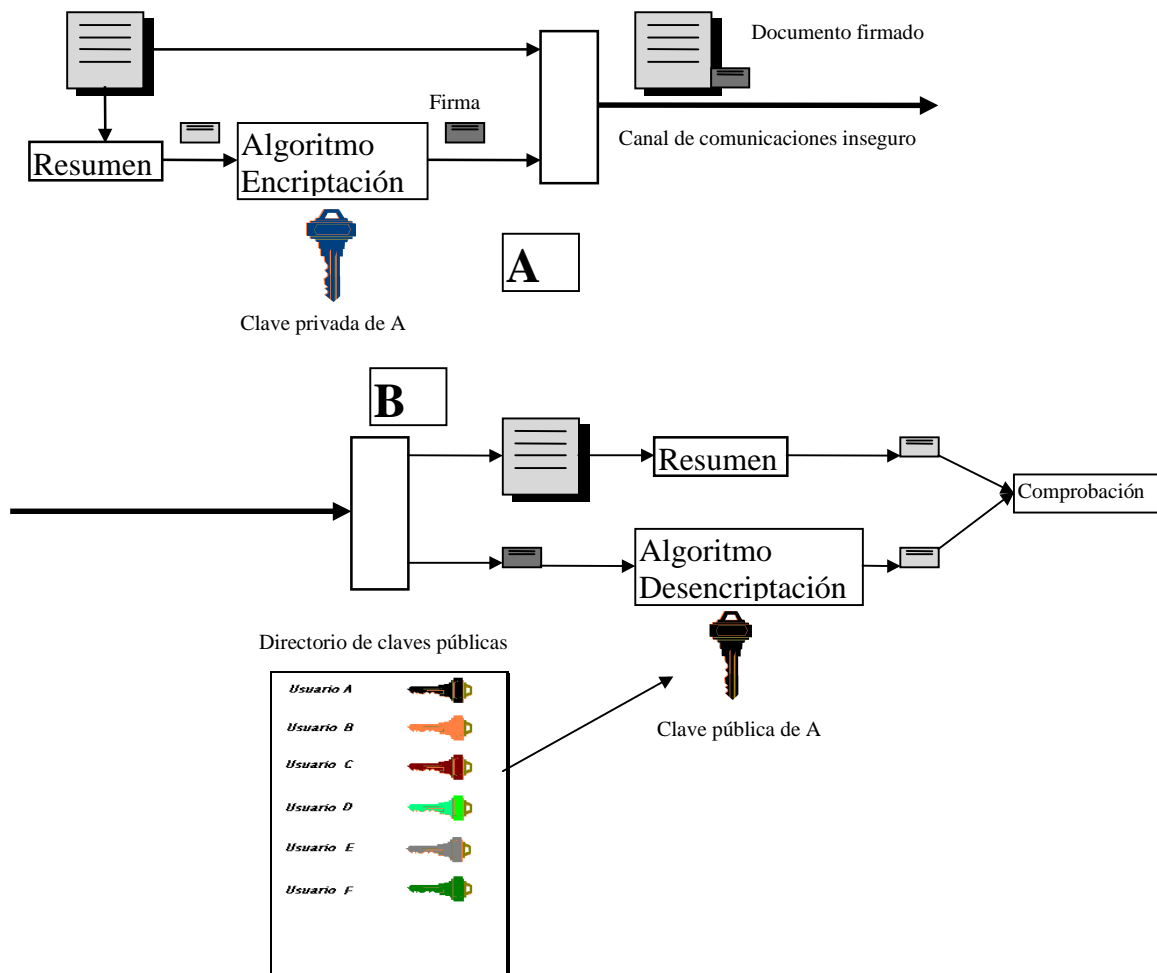 Documento firmado
Firma
Canal de comunicaciones inseguro
Resumen
Algoritmo
Encriptación
A
Clave privada de A
B
Resumen
Comprobación
Algoritmo
Desencriptación
Directorio de claves públicas
Usuario A
Usuario B
Usuario C
Usuario D
Usuario E
Usuario F
Clave pública de A